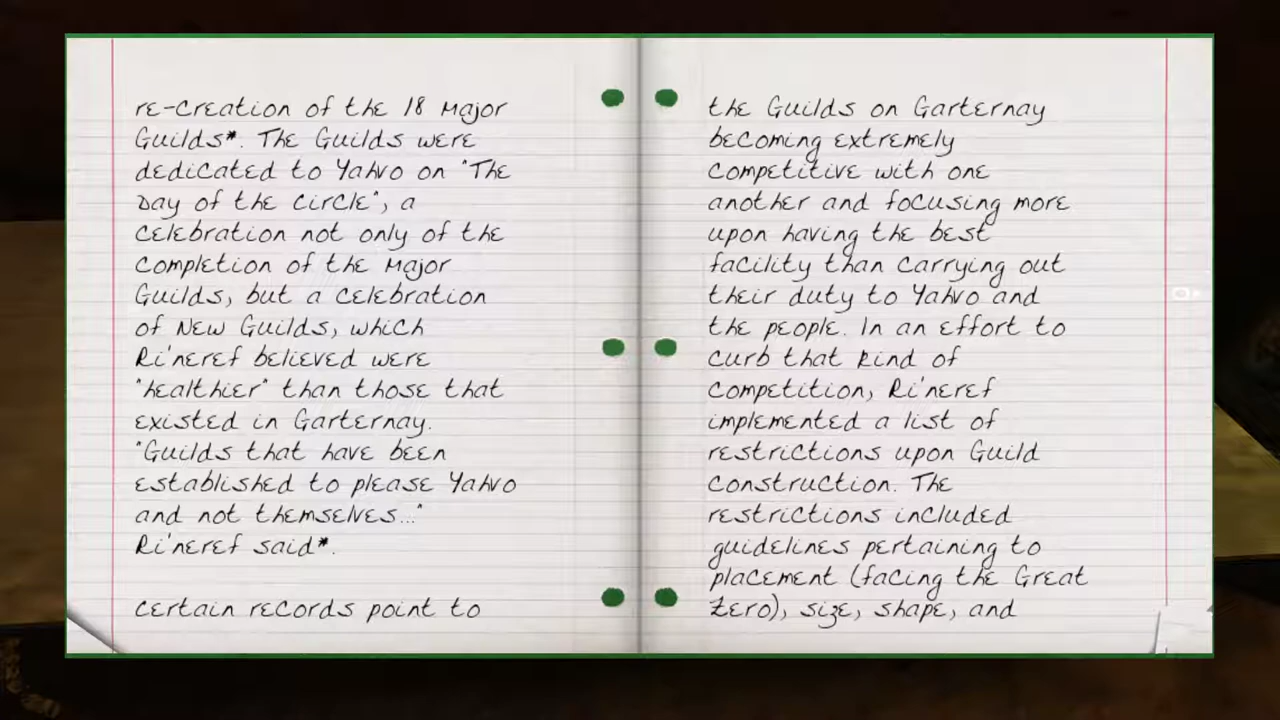 re-creation of the 18 Major
Guilds*. The Guilds were
dedicated to Yahvo on "The
Day of the Circle", a
celebration not only of the
completion of the Major
Guilds, but a celebration
of New Guilds, which
Ri'neref believed were
"healthier" than those that
existed in Garternay.
"Guilds that have been
established to please Yahvo
and not themselves..."
Ri'neref said*.

Certain records point to
the Guilds on Garternay
becoming extremely
competitive with one
another and focusing more
upon having the best
facility than carrying out
their duty to Yahvo and
the people. In an effort to
curb that kind of
competition, Ri'neref
implemented a list of
restrictions upon Guild
construction. The
restrictions included
guidelines pertaining to
placement (facing the Great
Zero), size, shape, and